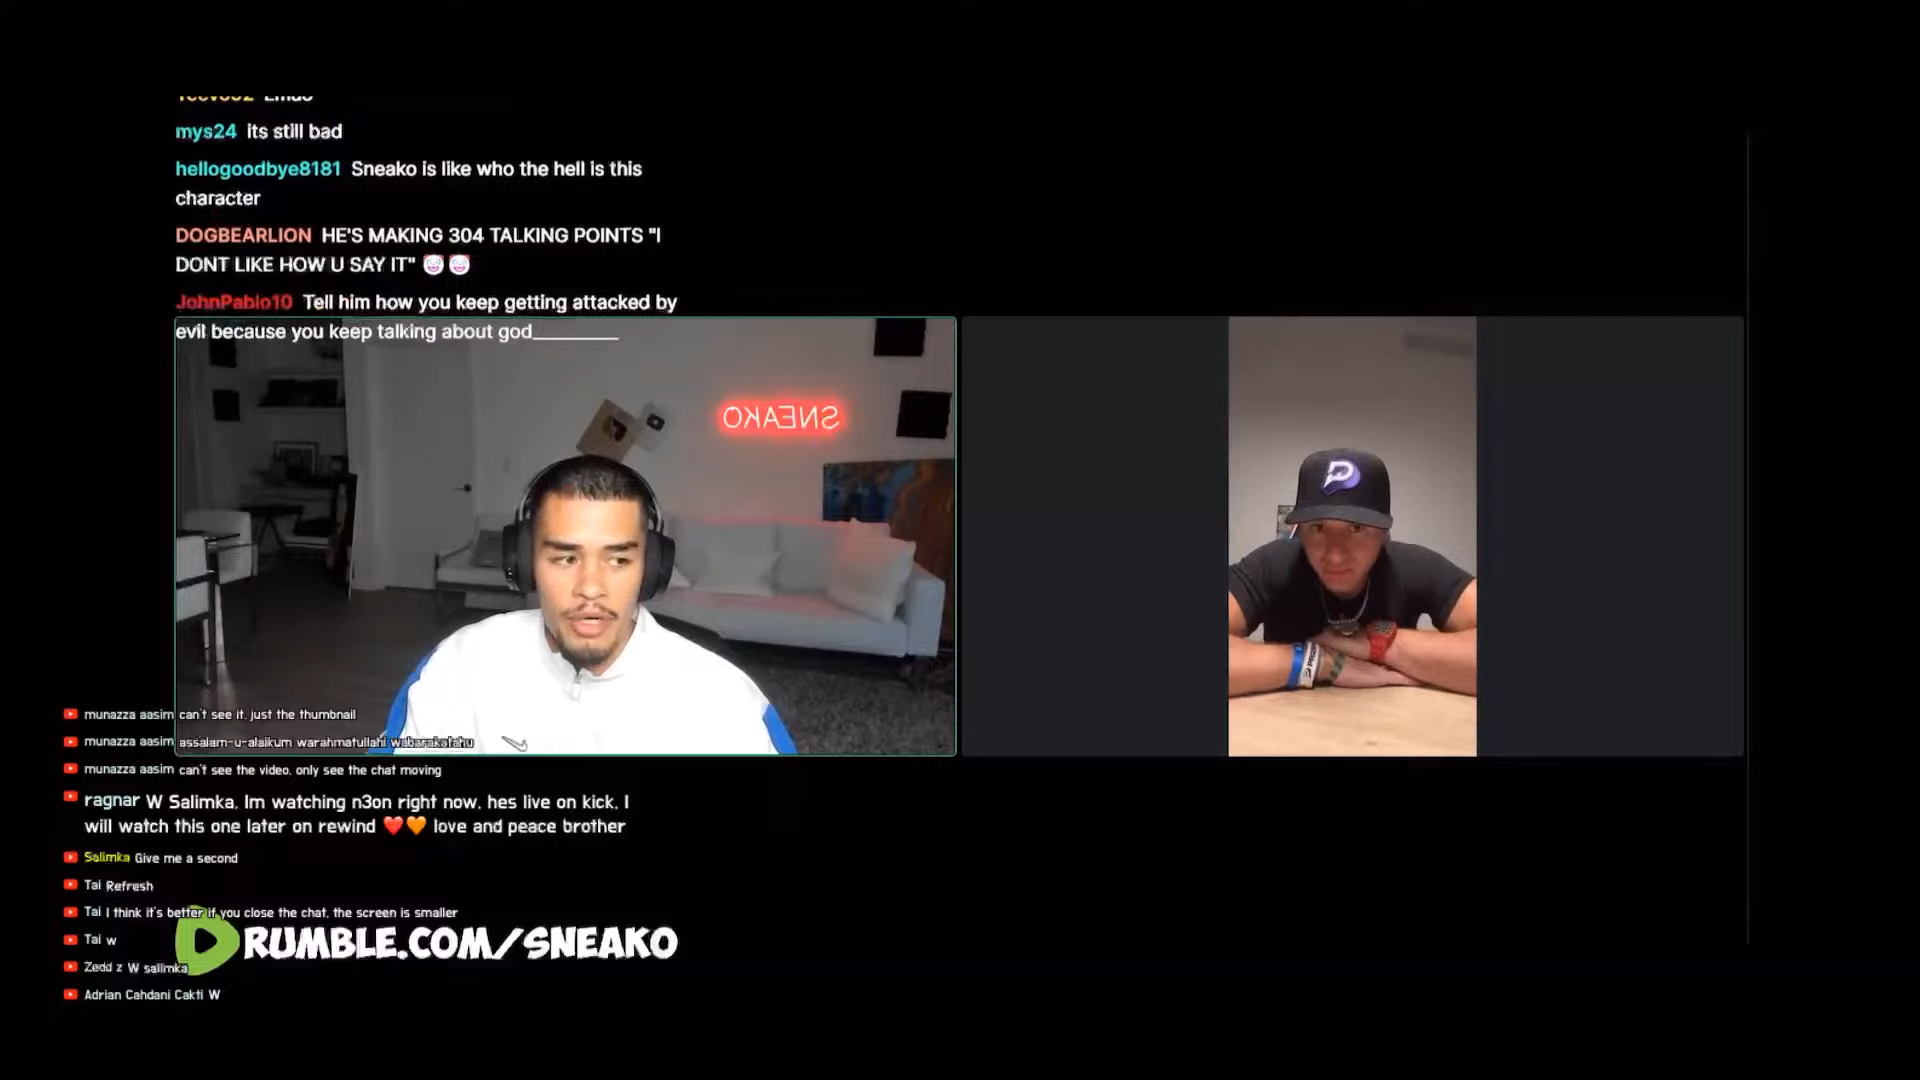 mys24 its still bad
hellogoodbye8181 Sneako is like who the hell is this
character
DOGBEARLION HE'S MAKING 304 TALKING POINTS "I
DONT LIKE HOW U SAY IT" 🤡🤡
JohnPablo10 Tell him how you keep getting attacked by
evil because you keep talking about god_________
SNEAKO
P
munazza aasim can't see it. just the thumbnail
munazza aasim assalam-u-alaikum warahmatullahi wabarakatahu
munazza aasim can't see the video. only see the chat moving
ragnar W Salimka. Im watching n3on right now. hes live on kick. I
will watch this one later on rewind ❤️🧡 love and peace brother
Salimka Give me a second
Tai Refresh
Tai I think it's better if you close the chat, the screen is smaller
Tai w
RUMBLE.COM/SNEAKO
Zedd z W salimka
Adrian Cahdani Cakti W